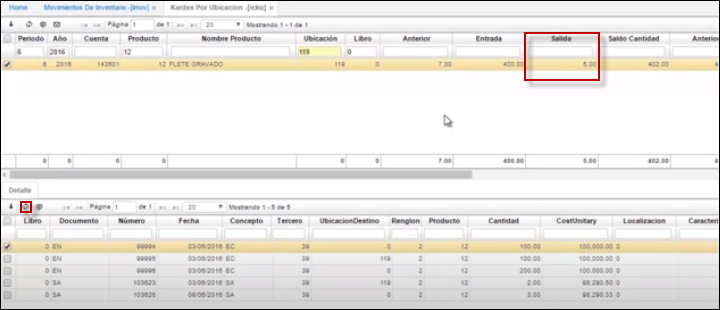 Home Movimientos De Inventario -[imov] x Kardex Por Ubicacion -[icku] x
Página 1 de 1 20 Mostrando 1 - 1 de 1
Periodo Año Cuenta Producto Nombre Producto Ubicación Libro Anterior Entrada Salida Saldo Cantidad Anterio
6 2016 12 119 0
6 2016 143501 12 FLETE GRAVADO 119 0 7.00 400.00 5.00 402.00 4
0 0 0 0 0 0 7.00 400.00 5.00 402.00 4
Detalle
Página 1 de 1 20 Mostrando 1 - 5 de 5
Libro Documento Número Fecha Concepto Tercero UbicacionDestino Renglon Producto Cantidad CostUnitary Localizacion Caracterí
0 EN 99994 03/06/2016 EC 39 0 2 12 100.00 100,000.00 0
0 EN 99995 03/06/2016 EC 39 119 2 12 100.00 100,000.00 0
0 EN 99996 03/06/2016 EC 39 0 2 12 200.00 100,000.00 0
0 SA 103623 03/06/2016 SA 39 119 2 12 2.00 98,290.60 0
0 SA 103626 08/06/2016 SA 39 0 2 12 3.00 98,290.33 0